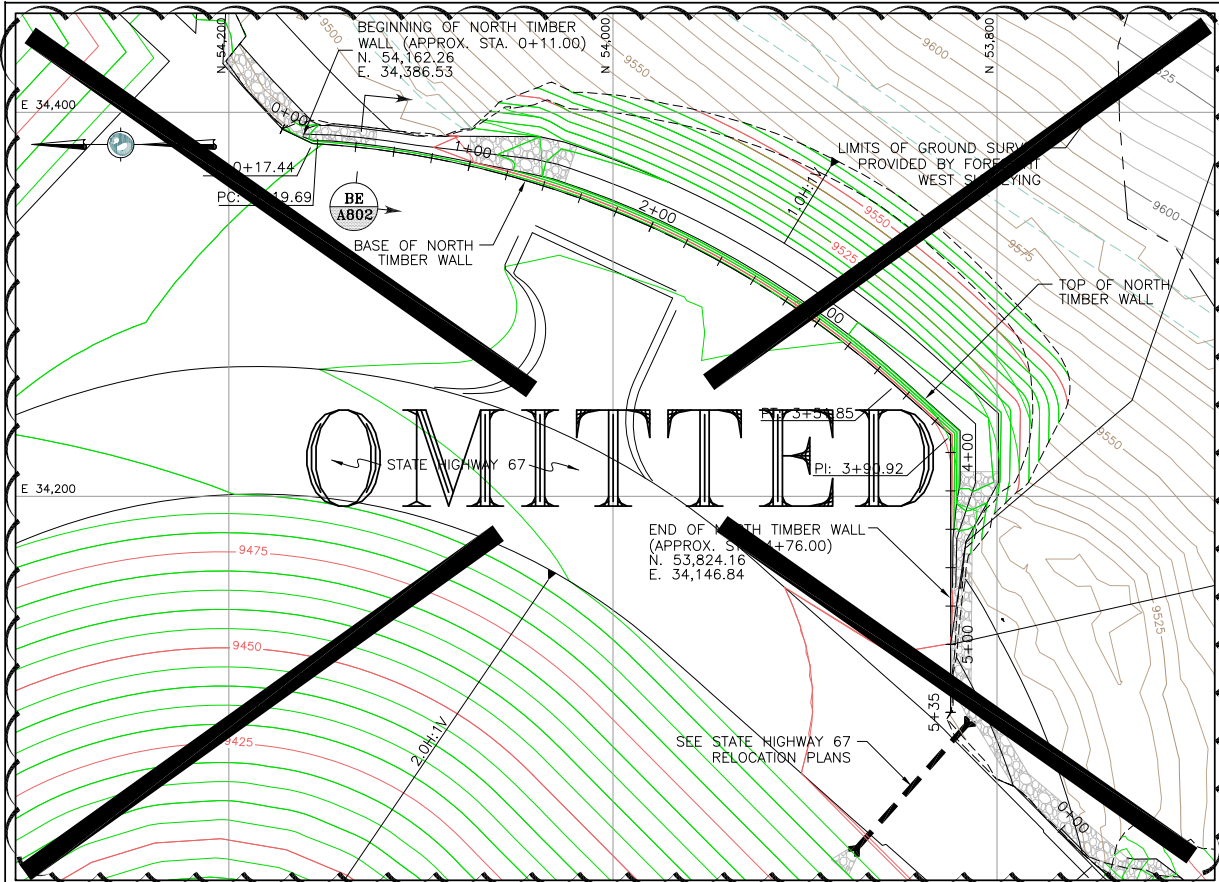 BEGINNING OF NORTH TIMBER
WALL (APPROX. STA. 0+11.00)
N. 54,162.26
E. 34,386.53
N 54,200
N 54,000
N 53,800
9500
9550
9600
E 34,400
0+00
1+00
0+17.44
PC:
19.69
BE
A802
BASE OF NORTH
TIMBER WALL
2+00
1.0H:1V
LIMITS OF GROUND
PROVIDED BY
WEST
9550
9525
9600
9575
TOP OF NORTH
TIMBER WALL
OMITTED
STATE HIGHWAY 67
PI: 3+90.92
4+00
9550
E 34,200
END OF NORTH TIMBER WALL
(APPROX.
+76.00)
N. 53,824.16
E. 34,146.84
9475
9450
9425
2.0H:1V
9525
5+00
5+35
SEE STATE HIGHWAY 67
RELOCATION PLANS
0+00